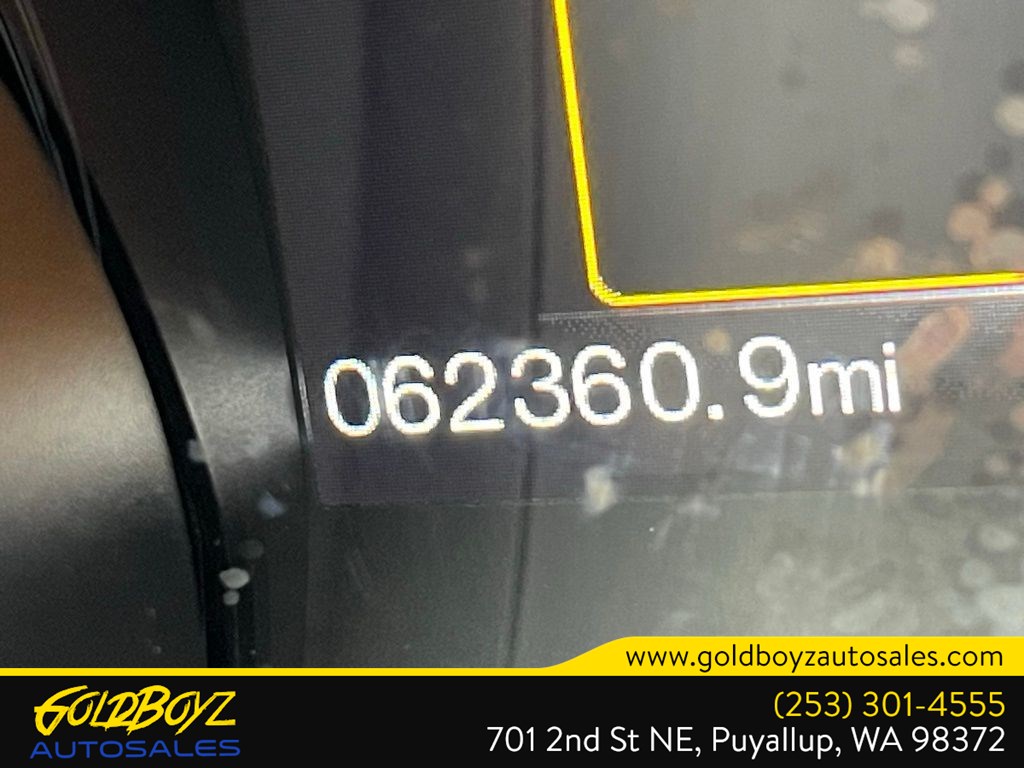 062360.9mi
www.goldboyzautosales.com
GOLDBOYZ
AUTOSALES
(253) 301-4555
701 2nd St NE, Puyallup, WA 98372